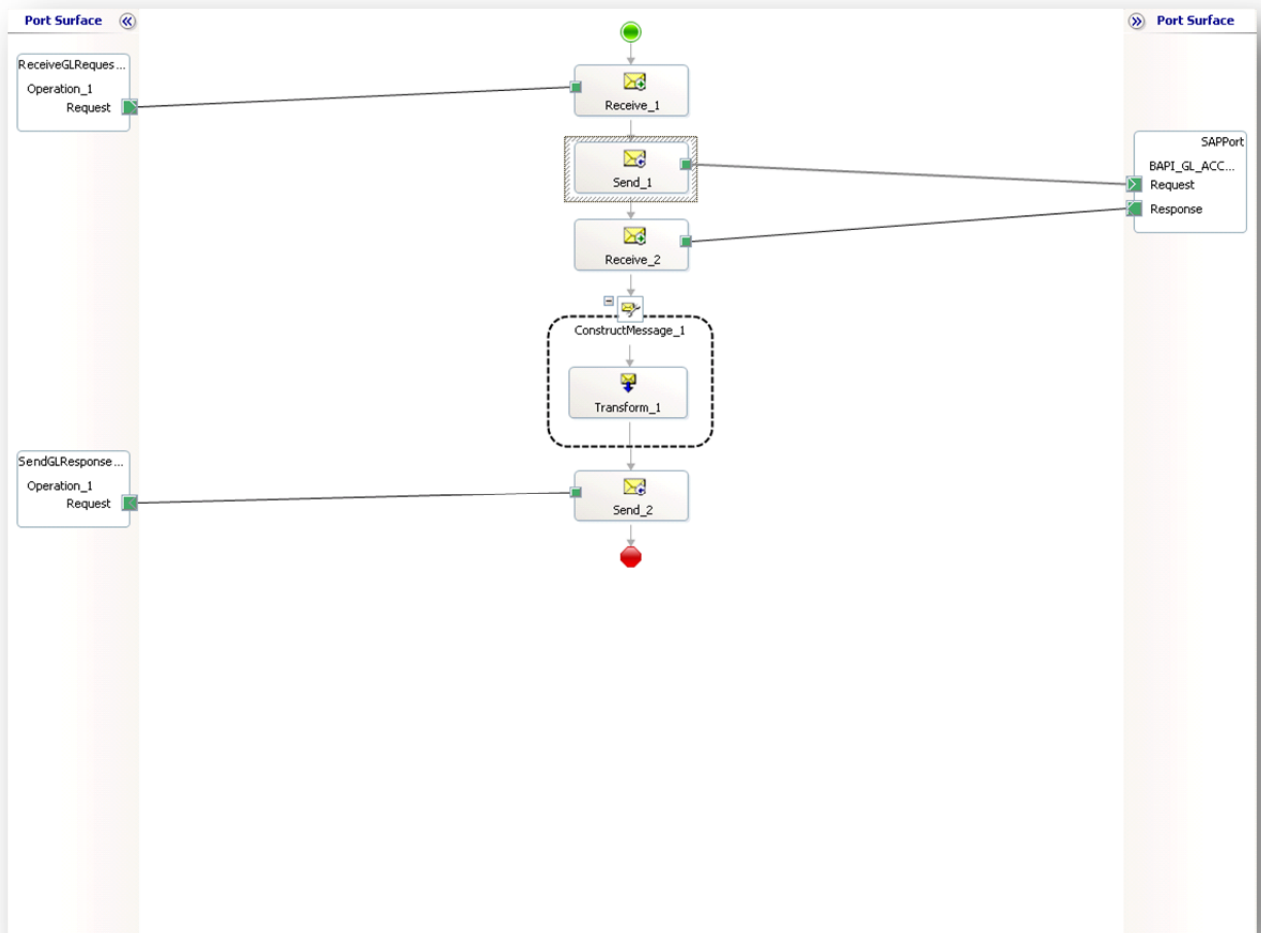 Port Surface
ReceiveGLReques...
Operation_1
Request
Receive_1
Send_1
Receive_2
ConstructMessage_1
Transform_1
SendGLResponse...
Operation_1
Request
Send_2
Port Surface
SAPPort
BAPI_GL_ACC...
Request
Response